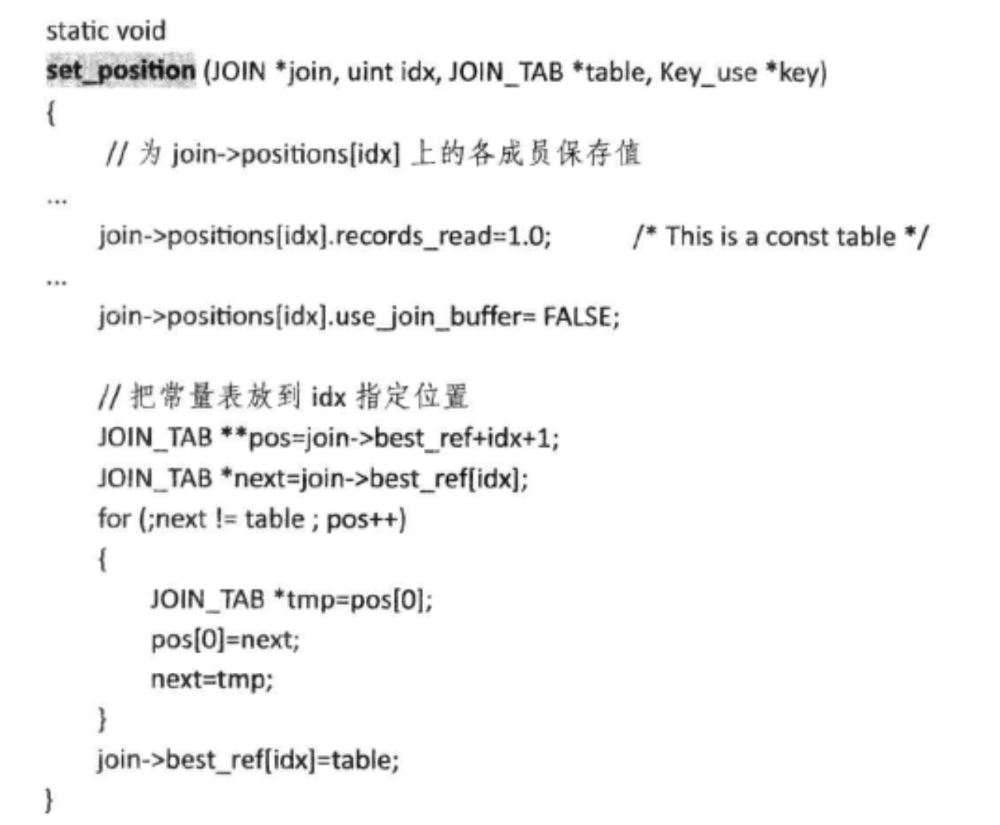 static void
set_position (JOIN *join, uint idx, JOIN_TAB *table, Key_use *key)
{
// 为 join->positions[idx] 上的各成员保存值
...
join->positions[idx].records_read=1.0; /* This is a const table */
...
join->positions[idx].use_join_buffer= FALSE;
// 把常量表放到 idx 指定位置
JOIN_TAB **pos=join->best_ref+idx+1;
JOIN_TAB *next=join->best_ref[idx];
for (;next != table ; pos++)
{
JOIN_TAB *tmp=pos[0];
pos[0]=next;
next=tmp;
}
join->best_ref[idx]=table;
}